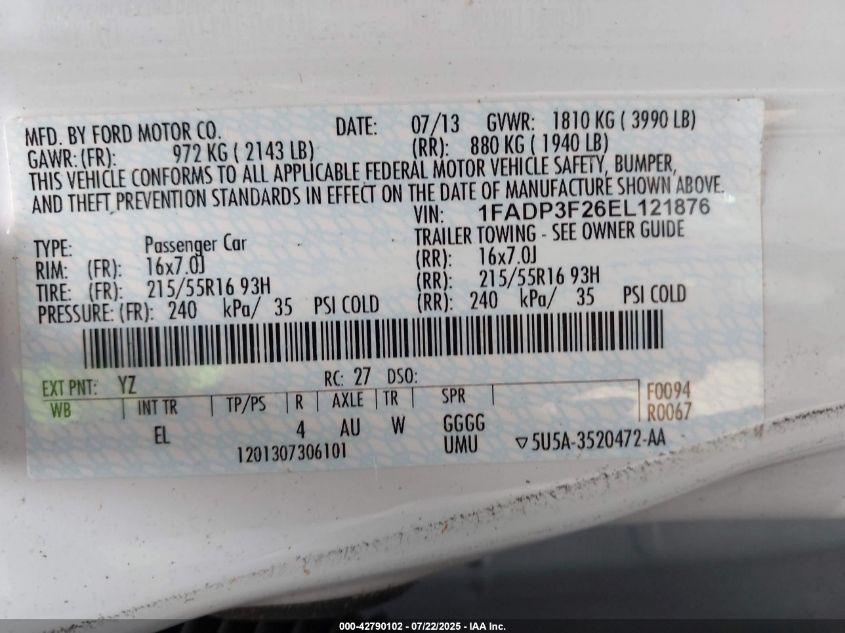 MFD. BY FORD MOTOR CO. DATE: 07/13 GVWR: 1810 KG ( 3990 LB)
GAWR: (FR): 972 KG ( 2143 LB) (RR): 880 KG ( 1940 LB)
THIS VEHICLE CONFORMS TO ALL APPLICABLE FEDERAL MOTOR VEHICLE SAFETY, BUMPER,
AND THEFT PREVENTION STANDARDS IN EFFECT ON THE DATE OF MANUFACTURE SHOWN ABOVE.
VIN: 1FADP3F26EL121876
TYPE: Passenger Car TRAILER TOWING - SEE OWNER GUIDE
RIM: (FR): 16x7.0J (RR): 16x7.0J
TIRE: (FR): 215/55R16 93H (RR): 215/55R16 93H
PRESSURE: (FR): 240 kPa/ 35 PSI COLD (RR): 240 kPa/ 35 PSI COLD
EXT PNT: YZ RC: 27 DSO:
WB INT TR TP/PS R AXLE TR SPR F0094
R0067
EL 4 AU W GGGG
1201307306101 UMU ▽5U5A-3520472-AA
000-42790102 - 07/22/2025 - IAA Inc.